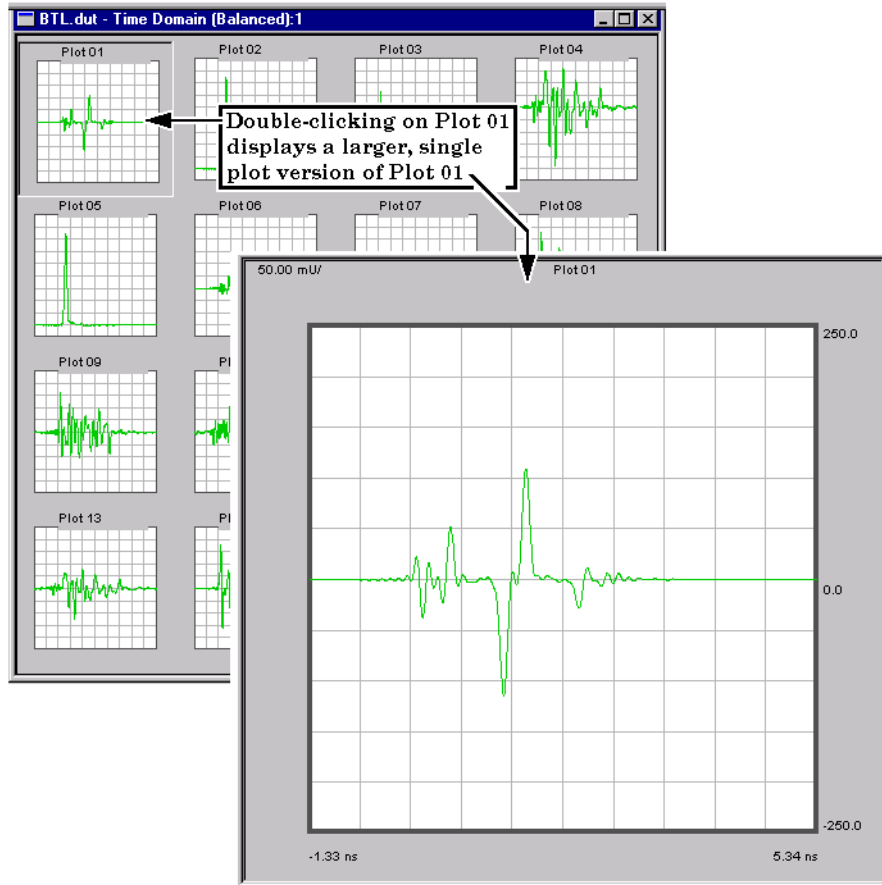 BTL.dut - Time Domain (Balanced):1
Plot 01
Plot 02
Plot 03
Plot 04
Double-clicking on Plot 01
displays a larger, single
plot version of Plot 01
Plot 05
Plot 06
Plot 07
Plot 08
50.00 mU/
Plot 01
250.0
Plot 09
Pl
Plot 13
Pl
0.0
-250.0
-1.33 ns
5.34 ns